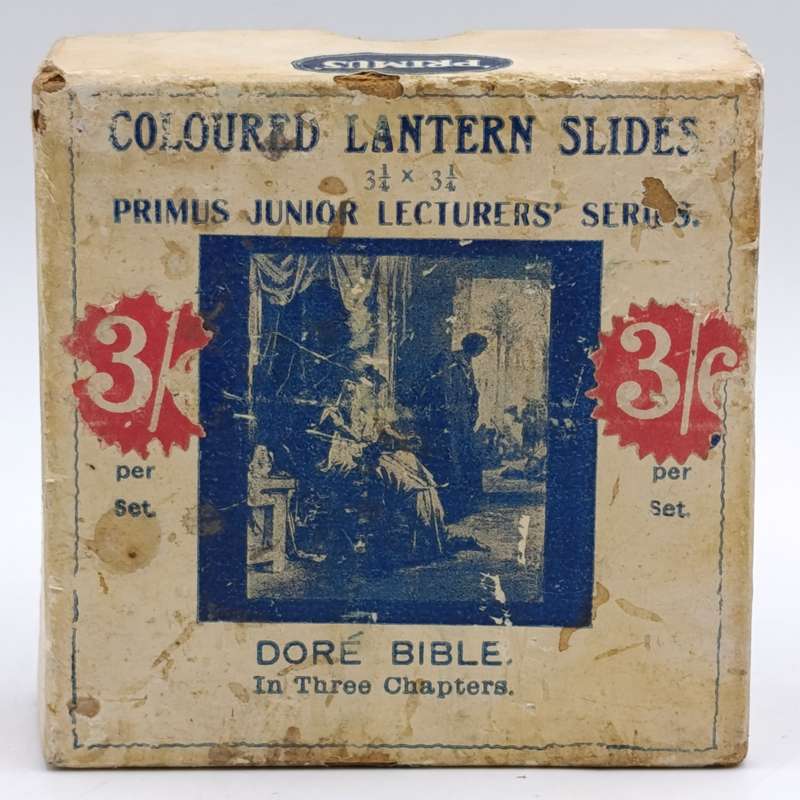 PRIMUS
COLOURED LANTERN SLIDES
3¼ × 3¼
PRIMUS JUNIOR LECTURERS' SERIES.
3/
3/6
per
Set.
per
Set.
DORÉ BIBLE.
In Three Chapters.